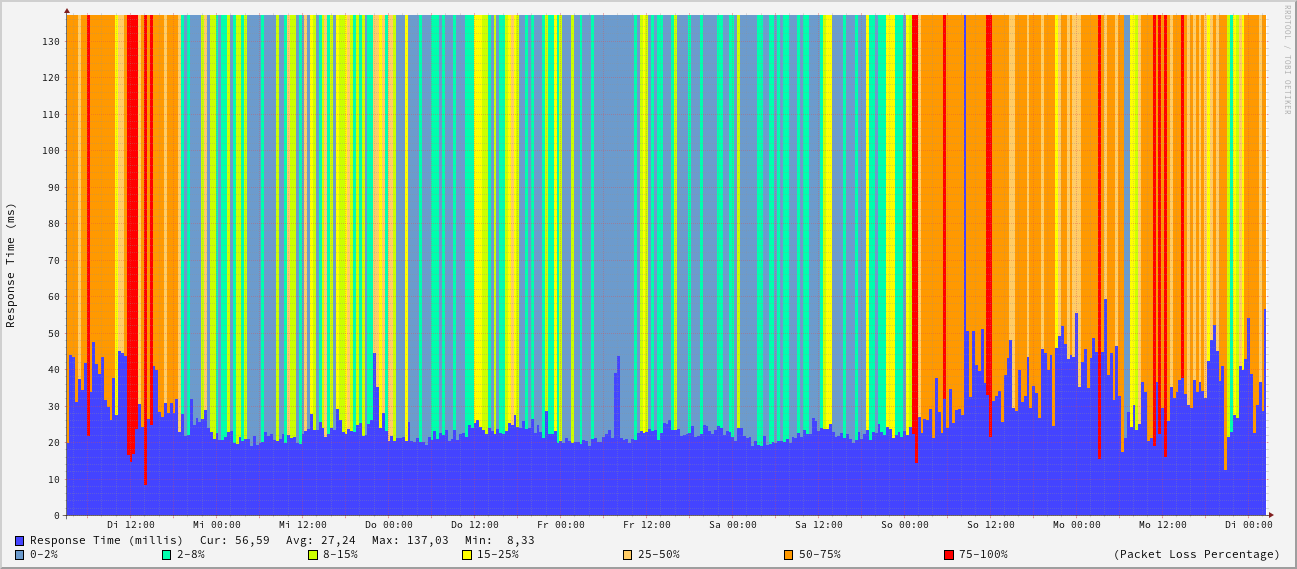 RRDTOOL / TOBI OETIKER
Response Time (ms)
130
120
110
100
90
80
70
60
50
40
30
20
10
0
Di 12:00 Mi 00:00 Mi 12:00 Do 00:00 Do 12:00 Fr 00:00 Fr 12:00 Sa 00:00 Sa 12:00 So 00:00 So 12:00 Mo 00:00 Mo 12:00 Di 00:00
Response Time (millis) Cur: 56,59 Avg: 27,24 Max: 137,03 Min: 8,33
0-2% 2-8% 8-15% 15-25% 25-50% 50-75% 75-100% (Packet Loss Percentage)